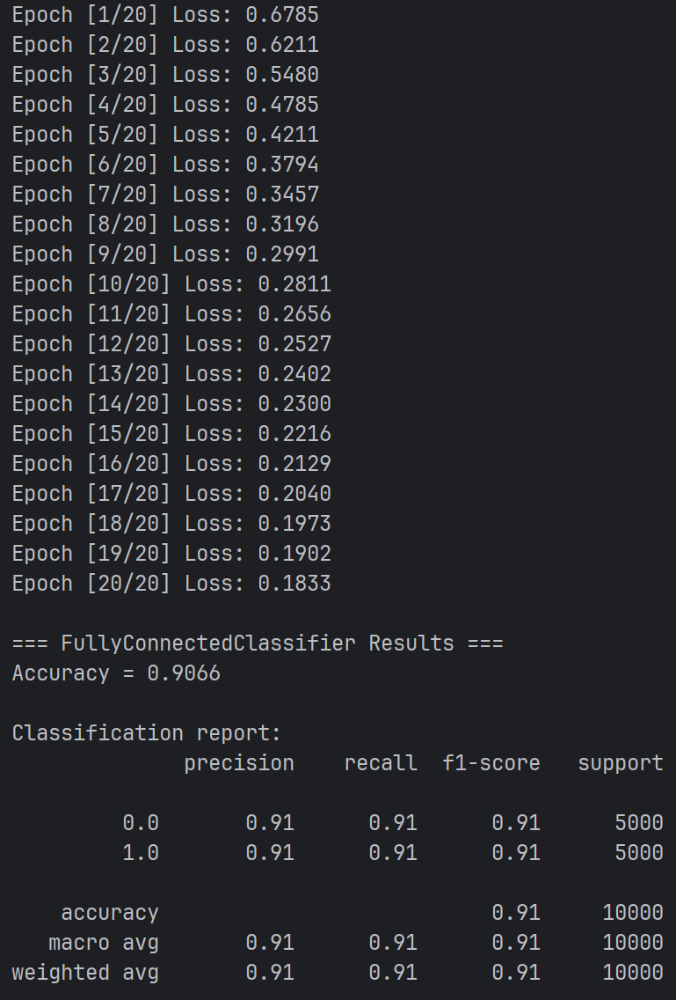 Epoch [1/20] Loss: 0.6785
Epoch [2/20] Loss: 0.6211
Epoch [3/20] Loss: 0.5480
Epoch [4/20] Loss: 0.4785
Epoch [5/20] Loss: 0.4211
Epoch [6/20] Loss: 0.3794
Epoch [7/20] Loss: 0.3457
Epoch [8/20] Loss: 0.3196
Epoch [9/20] Loss: 0.2991
Epoch [10/20] Loss: 0.2811
Epoch [11/20] Loss: 0.2656
Epoch [12/20] Loss: 0.2527
Epoch [13/20] Loss: 0.2402
Epoch [14/20] Loss: 0.2300
Epoch [15/20] Loss: 0.2216
Epoch [16/20] Loss: 0.2129
Epoch [17/20] Loss: 0.2040
Epoch [18/20] Loss: 0.1973
Epoch [19/20] Loss: 0.1902
Epoch [20/20] Loss: 0.1833

=== FullyConnectedClassifier Results ===
Accuracy = 0.9066

Classification report:
              precision    recall  f1-score   support

         0.0       0.91      0.91      0.91      5000
         1.0       0.91      0.91      0.91      5000

    accuracy                           0.91     10000
   macro avg       0.91      0.91      0.91     10000
weighted avg       0.91      0.91      0.91     10000